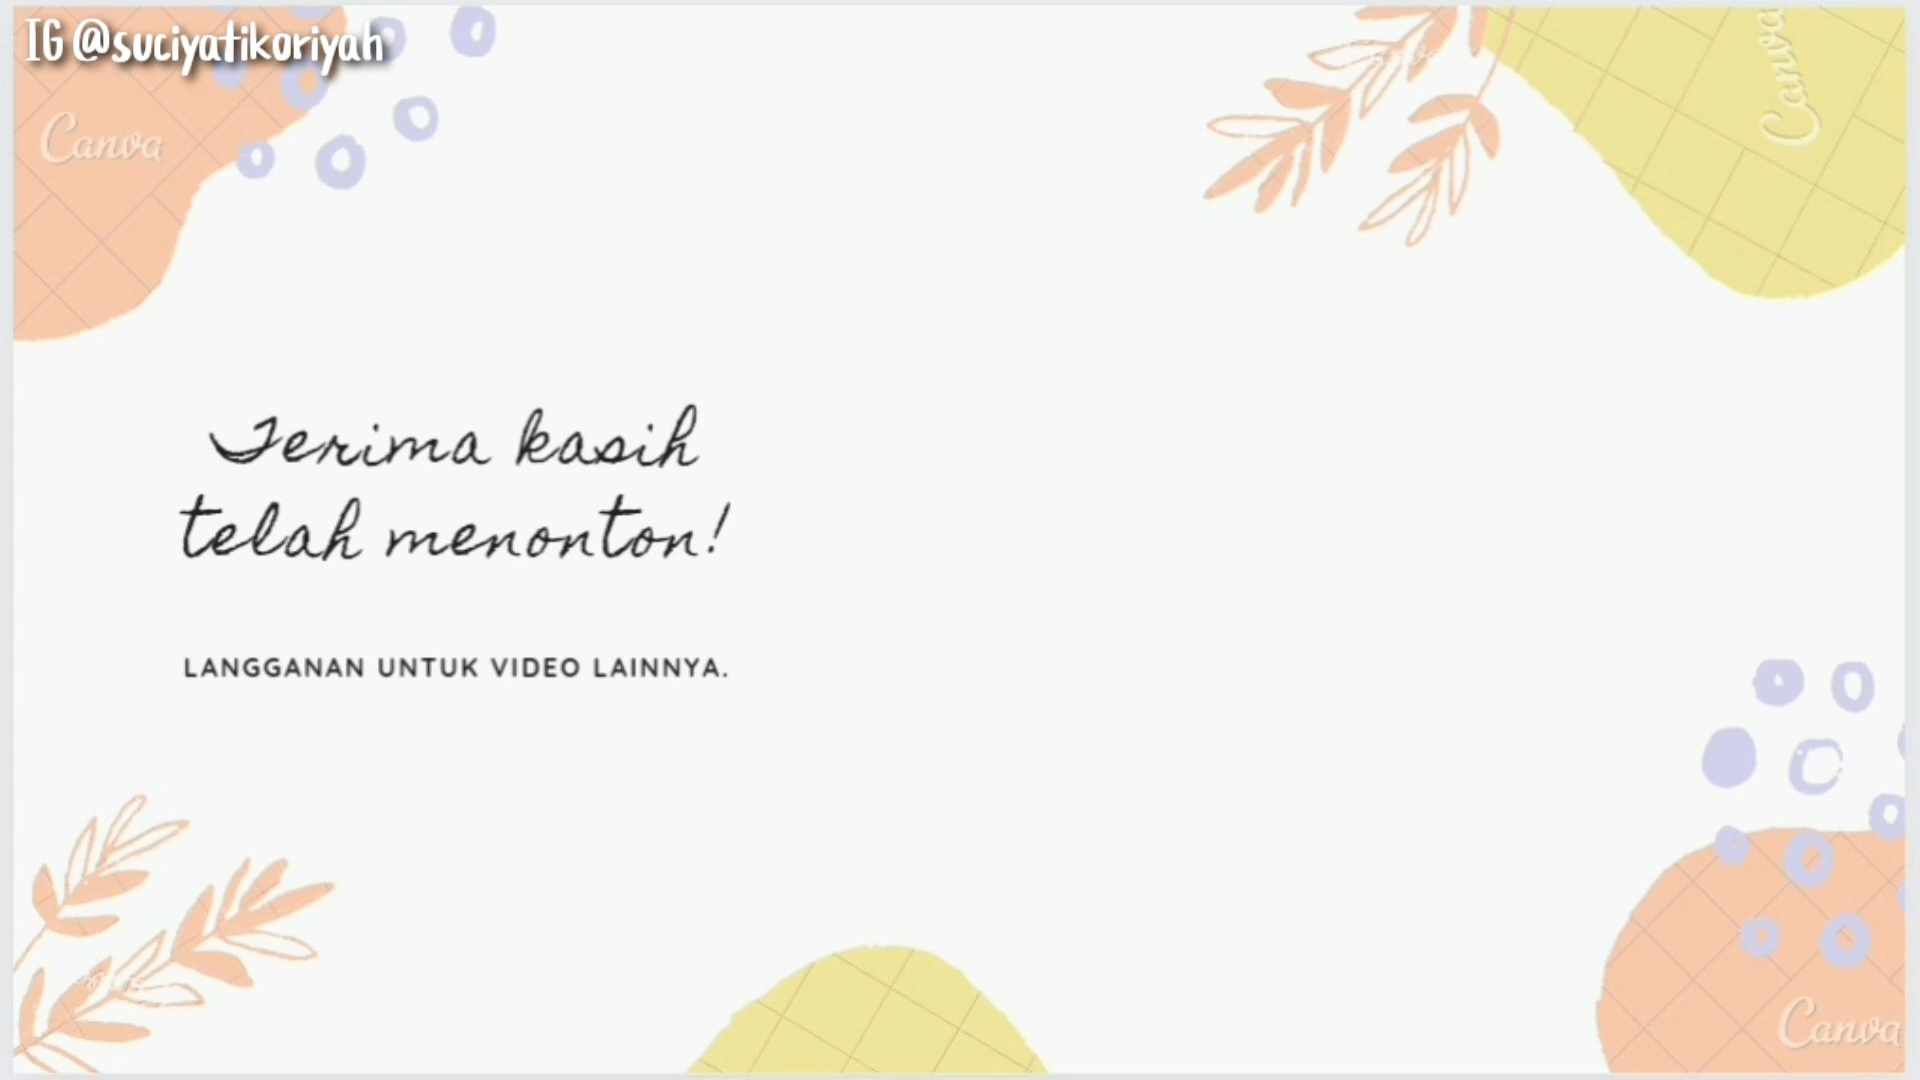 IG @suciyatikoriyah
Canva
Canva
Terima kasih
telah menonton!
LANGGANAN UNTUK VIDEO LAINNYA.
Canva